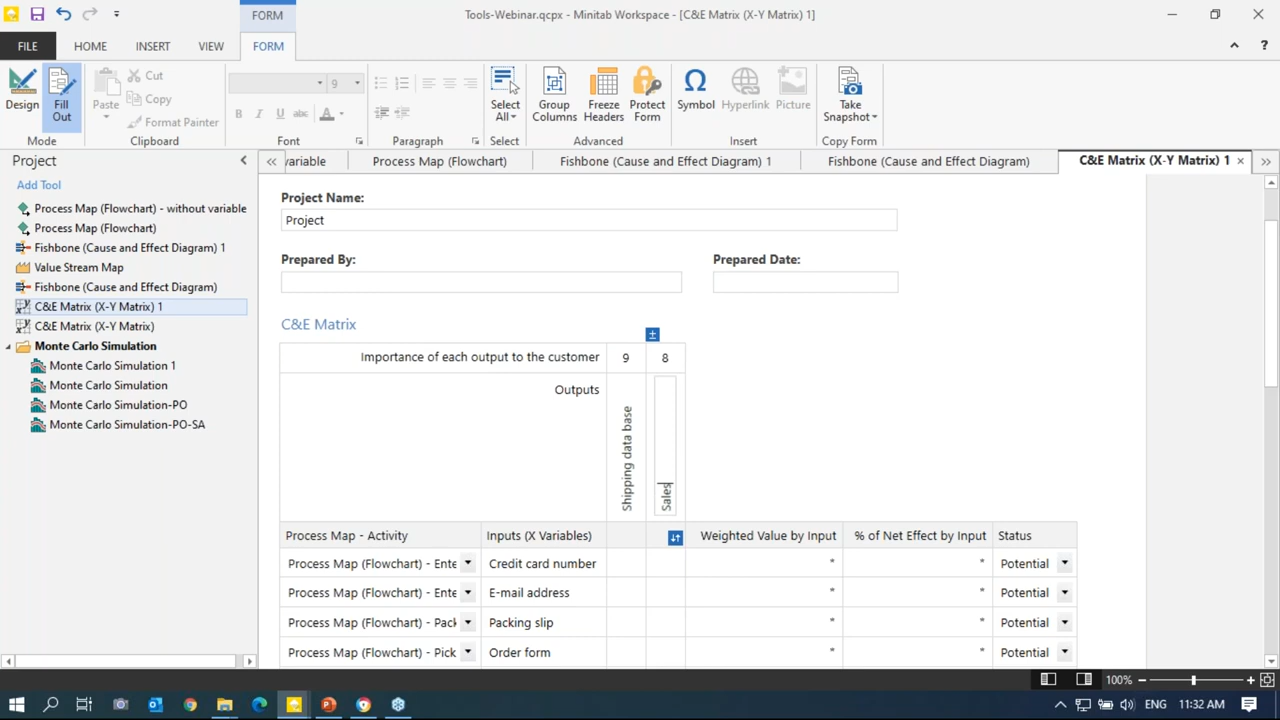 FORM
Tools-Webinar.qcpx - Minitab Workspace - [C&E Matrix (X-Y Matrix) 1]
FILE HOME INSERT VIEW FORM
Design
Fill Out
Mode
Paste
Cut
Copy
Format Painter
Clipboard
9
B I U abc A
Font
Paragraph
Select All
Select
Group Columns
Freeze Headers
Protect Form
Advanced
Symbol
Hyperlink
Picture
Insert
Take Snapshot
Copy Form
Project
Add Tool
Process Map (Flowchart) - without variable
Process Map (Flowchart)
Fishbone (Cause and Effect Diagram) 1
Value Stream Map
Fishbone (Cause and Effect Diagram)
C&E Matrix (X-Y Matrix) 1
C&E Matrix (X-Y Matrix)
Monte Carlo Simulation
Monte Carlo Simulation 1
Monte Carlo Simulation
Monte Carlo Simulation-PO
Monte Carlo Simulation-PO-SA
variable Process Map (Flowchart) Fishbone (Cause and Effect Diagram) 1 Fishbone (Cause and Effect Diagram) C&E Matrix (X-Y Matrix) 1 ×
Project Name:
Project
Prepared By: Prepared Date:
C&E Matrix
Importance of each output to the customer 9 8
Outputs
Shipping data base
Sales
Process Map - Activity Inputs (X Variables) Weighted Value by Input % of Net Effect by Input Status
Process Map (Flowchart) - Ente Credit card number * * Potential
Process Map (Flowchart) - Ente E-mail address * * Potential
Process Map (Flowchart) - Pack Packing slip * * Potential
Process Map (Flowchart) - Pick Order form * * Potential
100%
ENG 11:32 AM